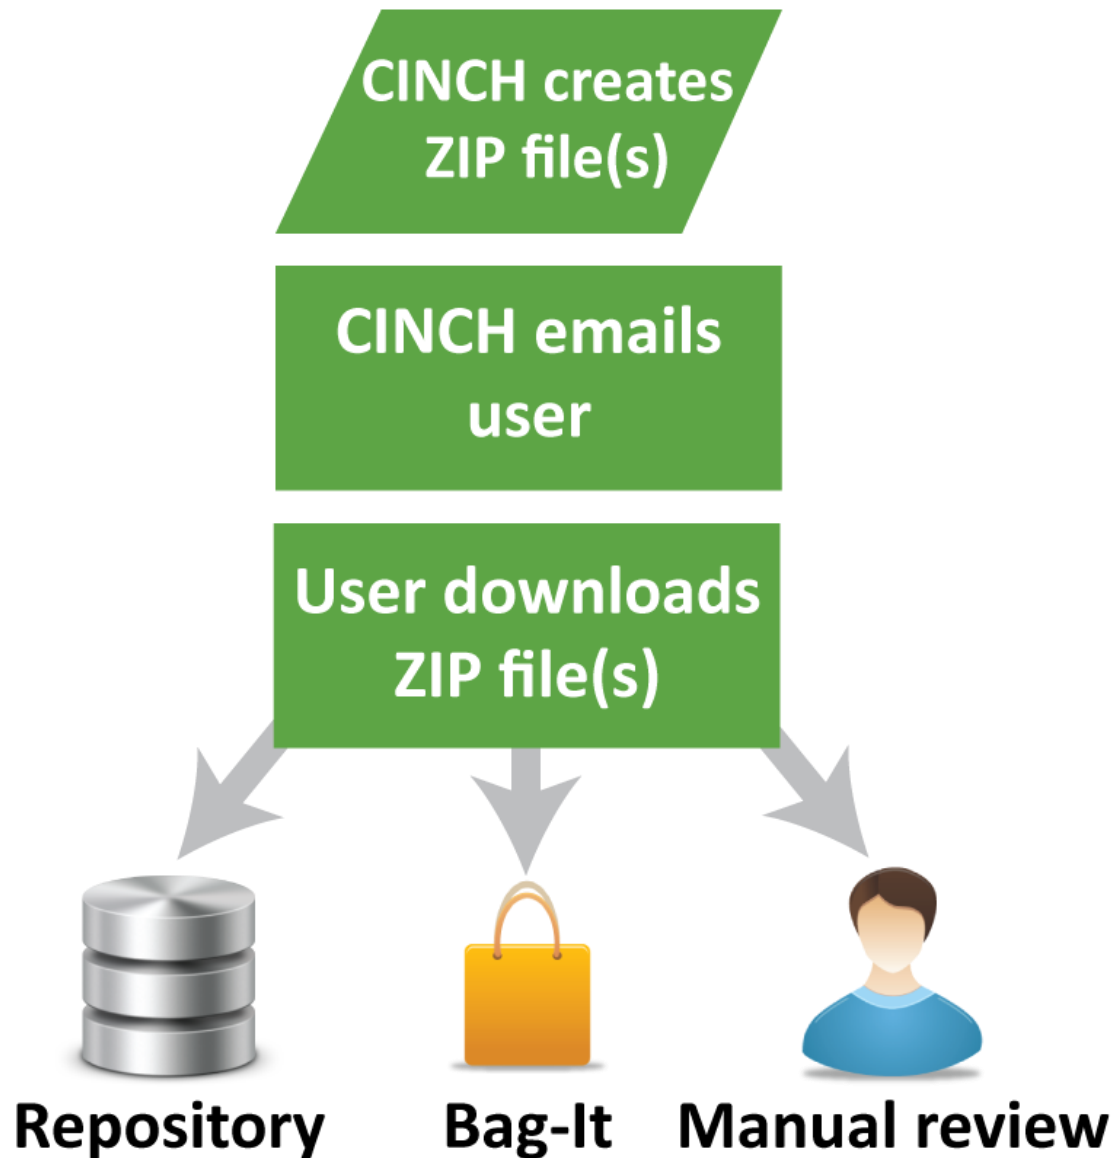 CINCH creates
ZIP file(s)
CINCH emails
user
User downloads
ZIP file(s)
Repository
Bag-It
Manual review